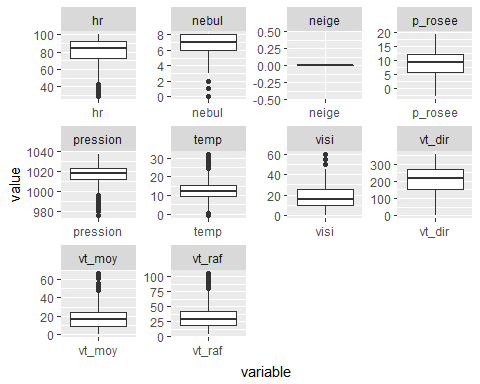 hr
nebul
neige
p_rosee
100
80
60
40
8
6
4
2
0
0.50
0.25
0.00
-0.25
-0.50
20
15
10
5
0
hr
nebul
neige
p_rosee
pression
temp
visi
vt_dir
1040
1020
1000
980
30
20
10
0
60
40
20
0
300
200
100
0
pression
temp
visi
vt_dir
vt_moy
vt_raf
60
40
20
0
100
75
50
25
0
vt_moy
vt_raf
value
variable